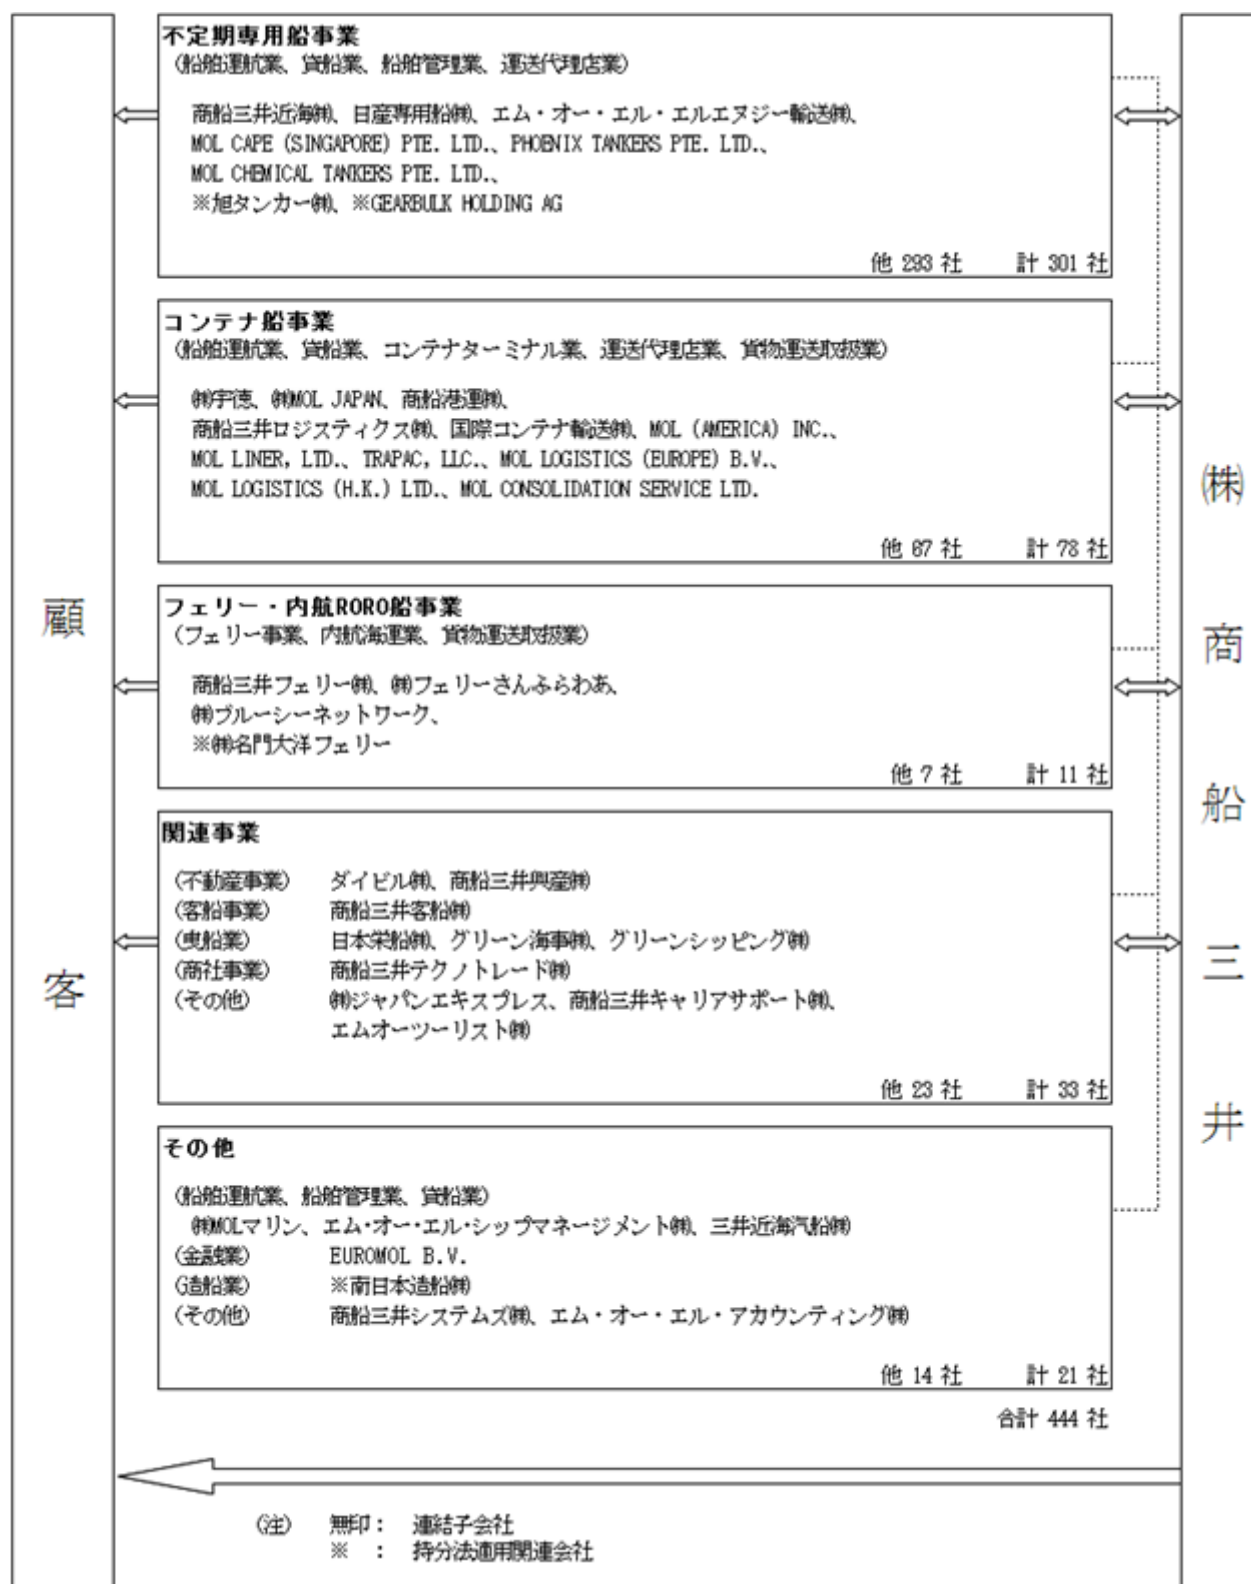 不定期専用船事業
(船舶運航業、貸船業、船舶管理業、運送代理店業)
商船三井近海㈱、日産専用船㈱、エム・オー・エル・エルエヌジー輸送㈱、
MOL CAPE (SINGAPORE) PTE. LTD.、PHOENIX TANKERS PTE. LTD.、
MOL CHEMICAL TANKERS PTE. LTD.、
※旭タンカー㈱、※GEARBULK HOLDING AG
他 293 社 計 301 社
コンテナ船事業
(船舶運航業、貸船業、コンテナターミナル業、運送代理店業、貨物運送取扱業)
㈱宇徳、㈱MOL JAPAN、商船港運㈱、
商船三井ロジスティクス㈱、国際コンテナ輸送㈱、MOL (AMERICA) INC.、
MOL LINER, LTD.、TRAPAC, LLC.、MOL LOGISTICS (EUROPE) B.V.、
MOL LOGISTICS (H.K.) LTD.、MOL CONSOLIDATION SERVICE LTD.
他 67 社 計 78 社
フェリー・内航RORO船事業
(フェリー事業、内航海運業、貨物運送取扱業)
商船三井フェリー㈱、㈱フェリーさんふらわあ、
㈱ブルーシーネットワーク、
※㈱名門大洋フェリー
他 7 社 計 11 社
関連事業
(不動産事業) ダイビル㈱、商船三井興産㈱
(客船事業) 商船三井客船㈱
(曳船業) 日本栄船㈱、グリーン海事㈱、グリーンシッピング㈱
(商社事業) 商船三井テクノトレード㈱
(その他) ㈱ジャパンエキスプレス、商船三井キャリアサポート㈱、
エムオーツーリスト㈱
他 23 社 計 33 社
その他
(船舶運航業、船舶管理業、貸船業)
㈱MOLマリン、エム・オー・エル・シップマネージメント㈱、三井近海汽船㈱
(金融業) EUROMOL B.V.
(造船業) ※南日本造船㈱
(その他) 商船三井システムズ㈱、エム・オー・エル・アカウンティング㈱
他 14 社 計 21 社
合計 444 社
顧客
㈱商船三井
(注) 無印： 連結子会社
※ ： 持分法適用関連会社